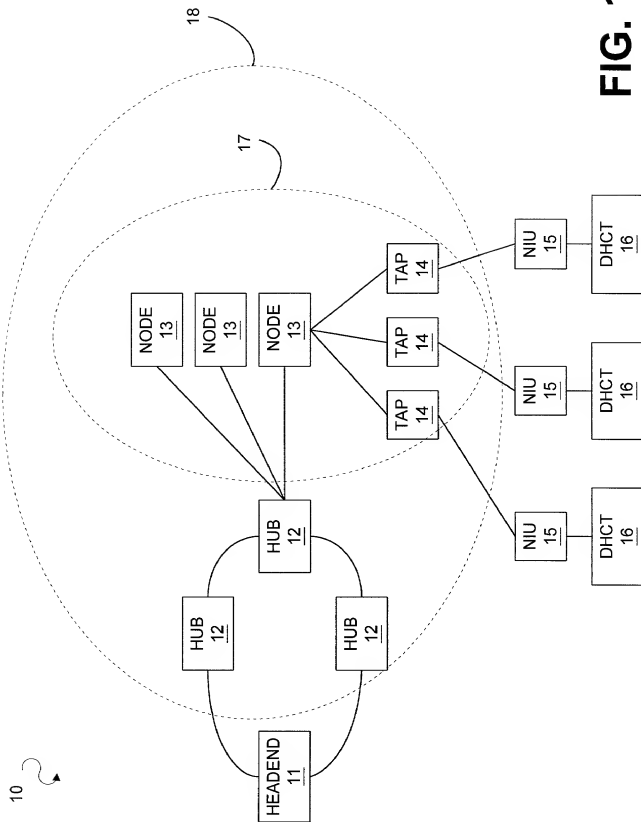 10
18
17
NODE
13
HUB
12
NODE
13
HEADEND
11
HUB
12
NODE
13
HUB
12
TAP
14
TAP
14
TAP
14
NIU
15
NIU
15
NIU
15
DHCT
16
DHCT
16
DHCT
16
FIG.